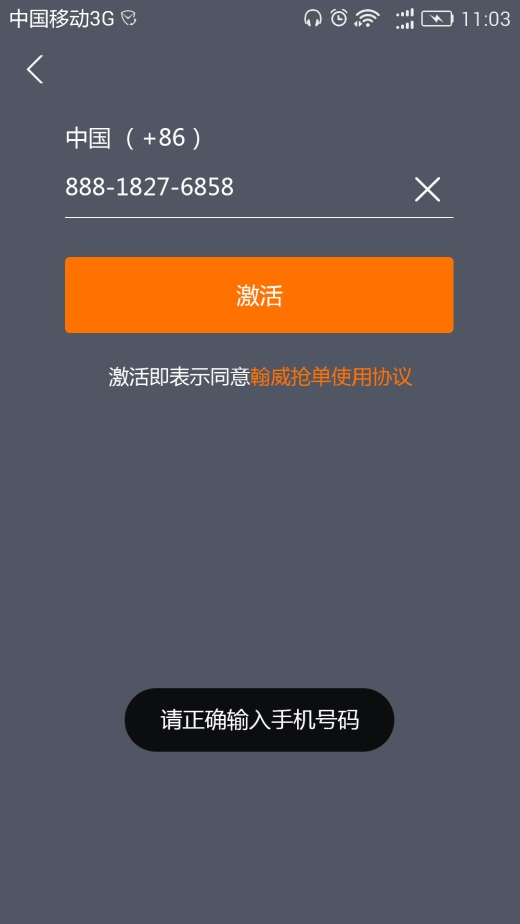 中国移动3G 11:03
中国（+86）
888-1827-6858
激活
激活即表示同意翰威抢单使用协议
请正确输入手机号码